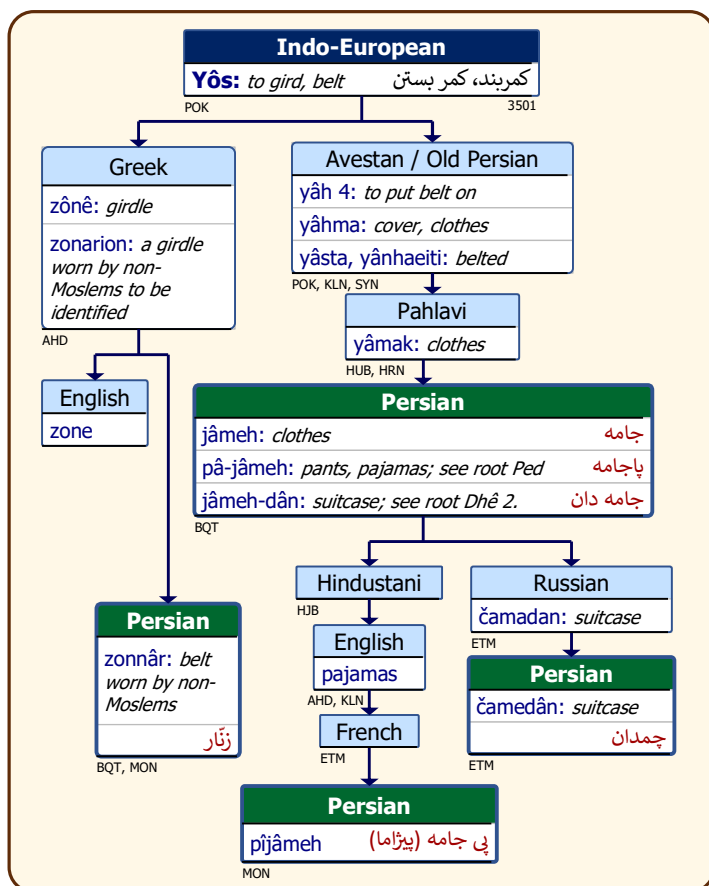 Indo-European
Yôs: to gird, belt کمربند، کمر بستن
POK 3501
Greek
zônê: girdle
zonarion: a girdle
worn by non-
Moslems to be
identified
AHD
Avestan / Old Persian
yâh 4: to put belt on
yâhma: cover, clothes
yâsta, yânhaeiti: belted
POK, KLN, SYN
Pahlavi
yâmak: clothes
HUB, HRN
English
zone
Persian
jâmeh: clothes جامه
pâ-jâmeh: pants, pajamas; see root Ped پاجامه
jâmeh-dân: suitcase; see root Dhê 2. جامه دان
BQT
Hindustani
HJB
Russian
čamadan: suitcase
ETM
Persian
zonnâr: belt
worn by non-
Moslems
زنّار
BQT, MON
English
pajamas
AHD, KLN
Persian
čamedân: suitcase
چمدان
ETM
French
ETM
Persian
pîjâmeh پی جامه (پیژاما)
MON